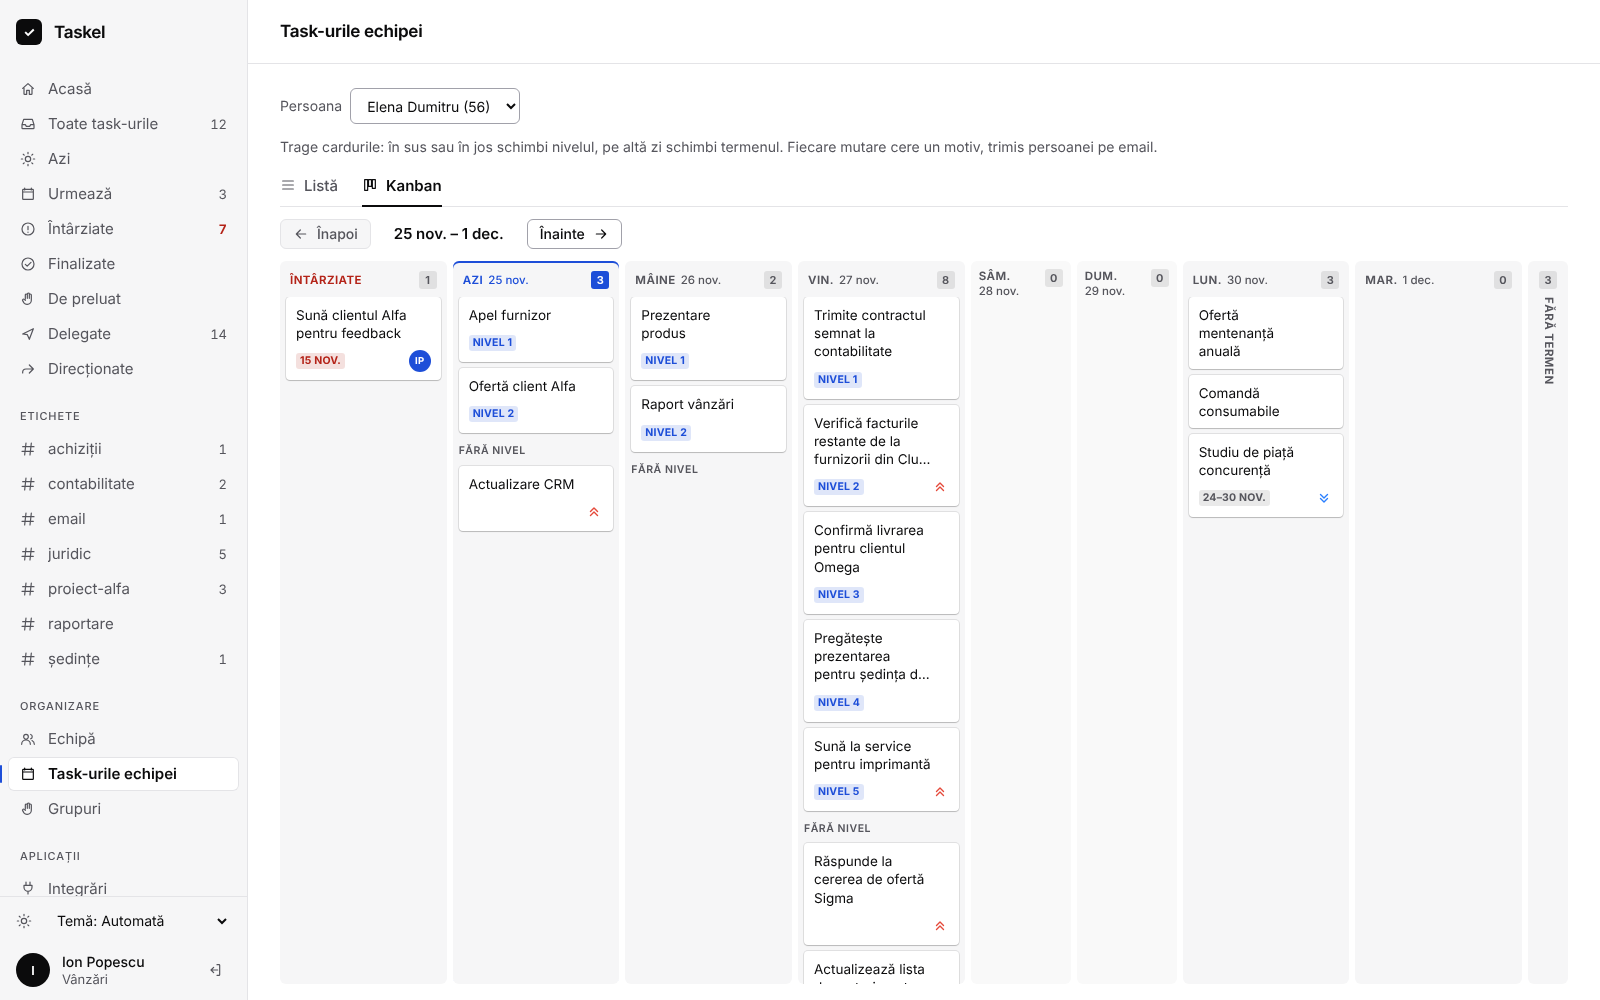 Taskel
Acasă
Toate task-urile 12
Azi
Urmează 3
Întârziate 7
Finalizate
De preluat
Delegate 14
Direcționate
ETICHETE
achiziții 1
contabilitate 2
email 1
juridic 5
proiect-alfa 3
raportare
ședințe 1
ORGANIZARE
Echipă
Task-urile echipei
Grupuri
APLICAȚII
Integrări
Temă: Automată
I
Ion Popescu
Vânzări
Task-urile echipei
Persoana Elena Dumitru (56)
Trage cardurile: în sus sau în jos schimbi nivelul, pe altă zi schimbi termenul. Fiecare mutare cere un motiv, trimis persoanei pe email.
Listă Kanban
Înapoi 25 nov. – 1 dec. Înainte
ÎNTÂRZIATE 1
Sună clientul Alfa
pentru feedback
15 NOV. IP
AZI 25 nov. 3
Apel furnizor
NIVEL 1
Ofertă client Alfa
NIVEL 2
FĂRĂ NIVEL
Actualizare CRM
MÂINE 26 nov. 2
Prezentare
produs
NIVEL 1
Raport vânzări
NIVEL 2
FĂRĂ NIVEL
VIN. 27 nov. 8
Trimite contractul
semnat la
contabilitate
NIVEL 1
Verifică facturile
restante de la
furnizorii din Clu...
NIVEL 2
Confirmă livrarea
pentru clientul
Omega
NIVEL 3
Pregătește
prezentarea
pentru ședința d...
NIVEL 4
Sună la service
pentru imprimantă
NIVEL 5
FĂRĂ NIVEL
Răspunde la
cererea de ofertă
Sigma
Actualizează lista
SÂM. 0
28 nov.
DUM. 0
29 nov.
LUN. 30 nov. 3
Ofertă
mentenanță
anuală
Comandă
consumabile
Studiu de piață
concurență
24–30 NOV.
MAR. 1 dec. 0
3
FĂRĂ TERMEN